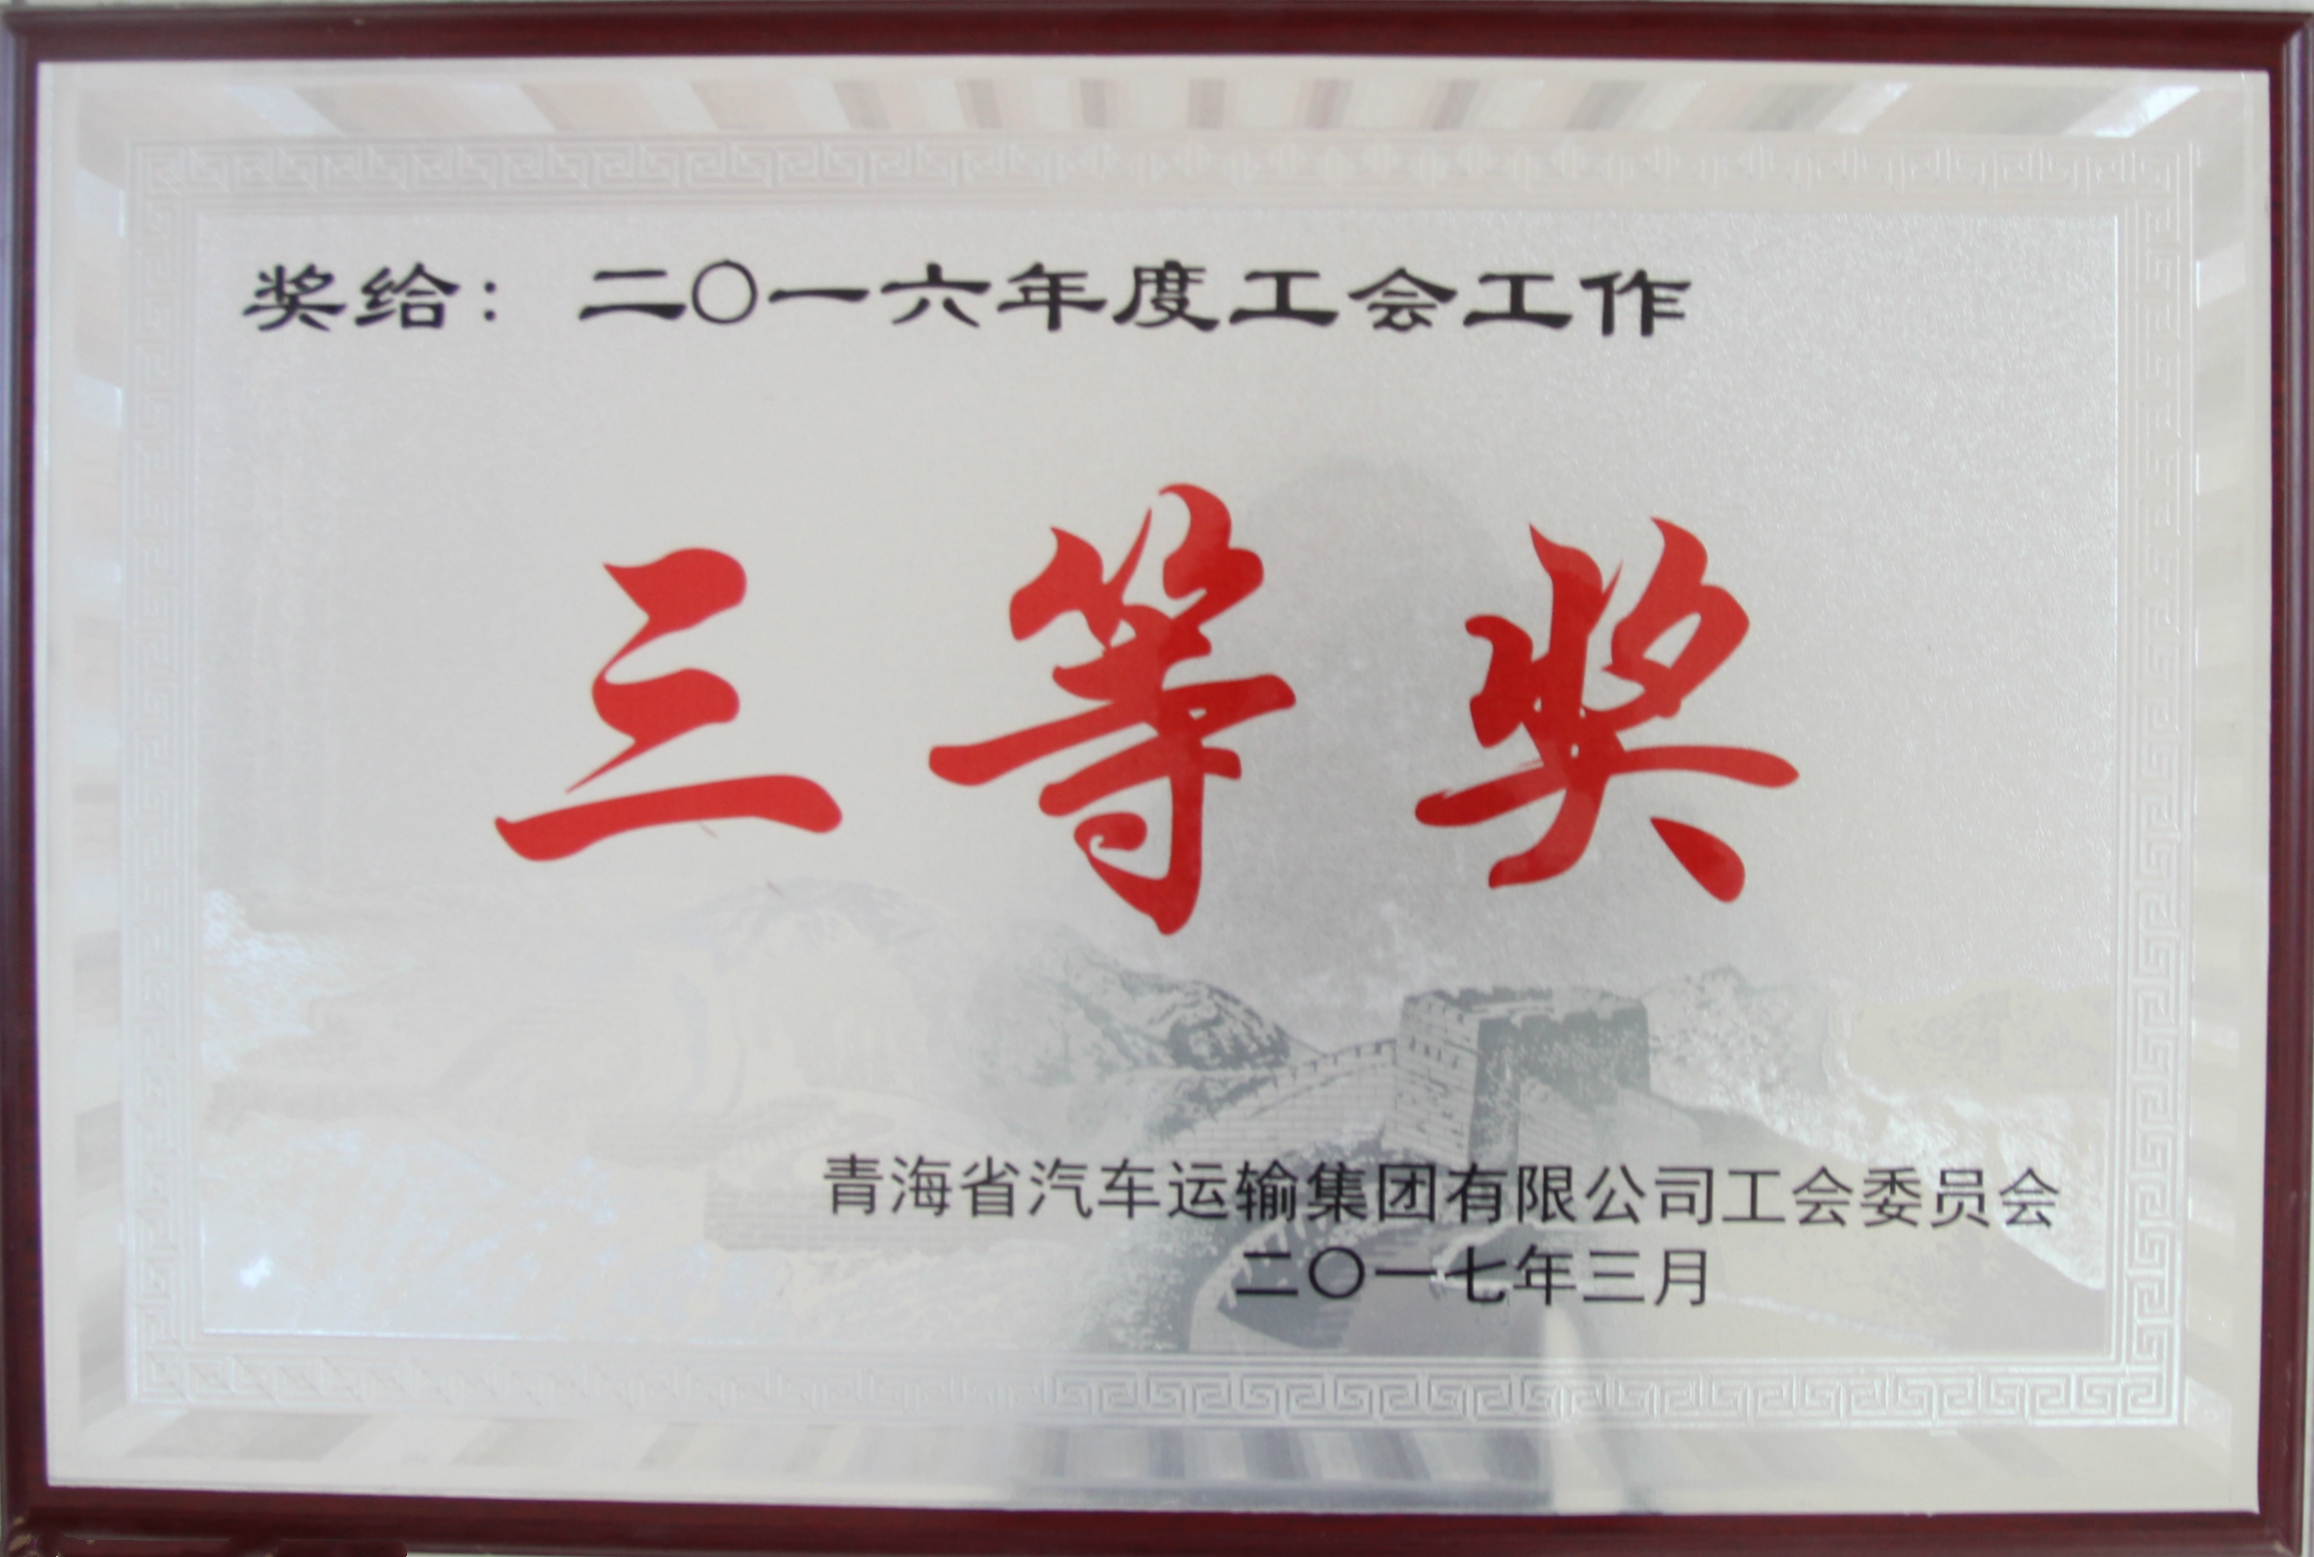 奖给：二〇一六年度工会工作
三等奖
青海省汽车运输集团有限公司工会委员会
二〇一七年三月